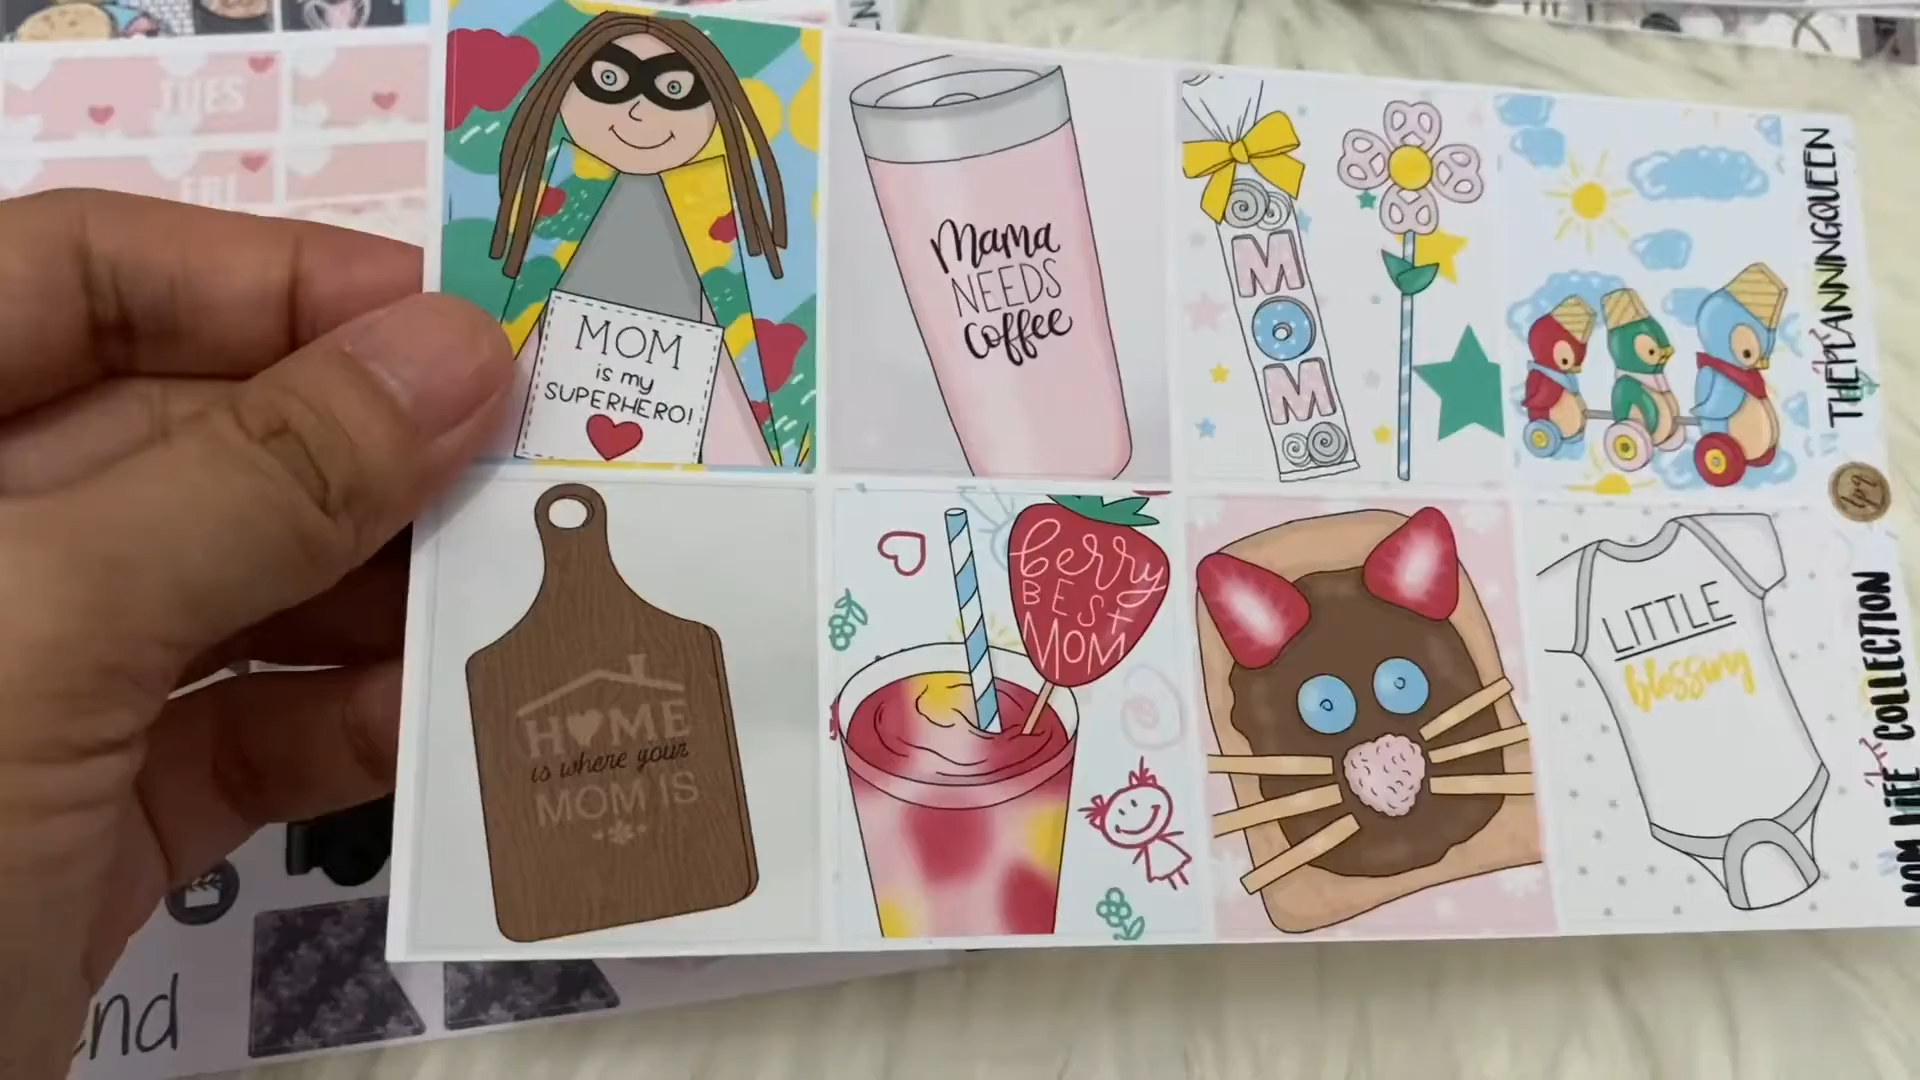 TUES
FRI
MOM
is my
SUPERHERO!
Mama
NEEDS
Coffee
MOM
THEPLANNINGQUEEN
HOME
is where your
MOM IS
berry
BEST
MOM
LITTLE
blessing
MOM LIFE COLLECTION
end